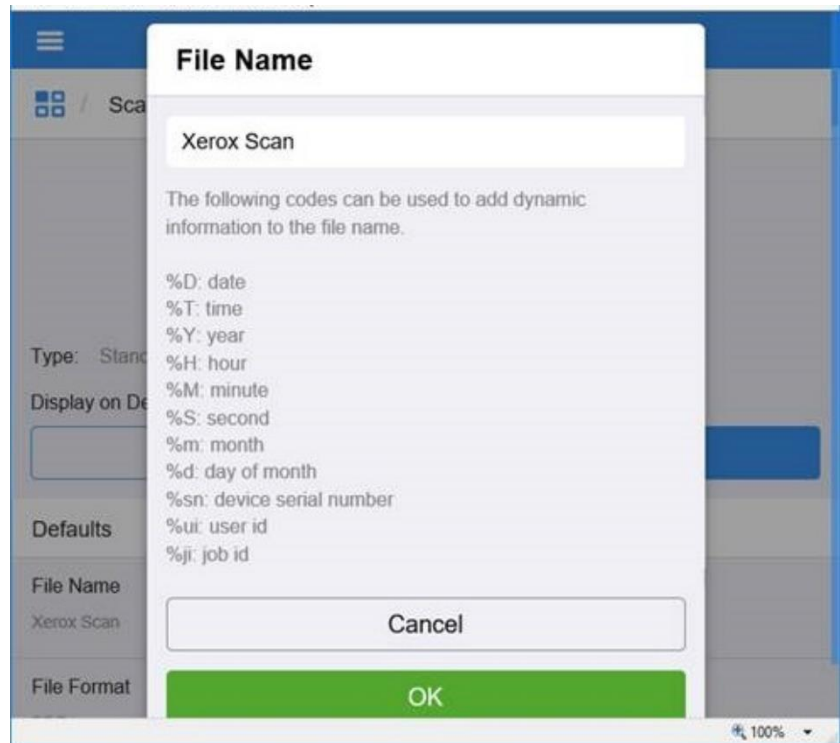 File Name
Sca
Xerox Scan
The following codes can be used to add dynamic
information to the file name.
%D: date
%T: time
%Y: year
%H: hour
%M: minute
%S: second
%m: month
%d: day of month
%sn: device serial number
%ui: user id
%ji: job id
Type: Stand
Display on De
Defaults
File Name
Xerox Scan
File Format
Cancel
OK
100%